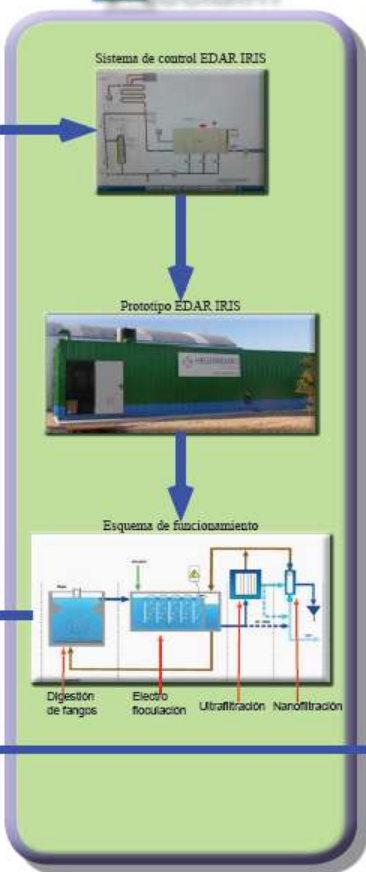 Sistema de control EDAR IRIS
Prototipo EDAR IRIS
Esquema de funcionamiento
Digestión
de fangos
Electro
floculación
Ultrafiltración
Nanofiltración